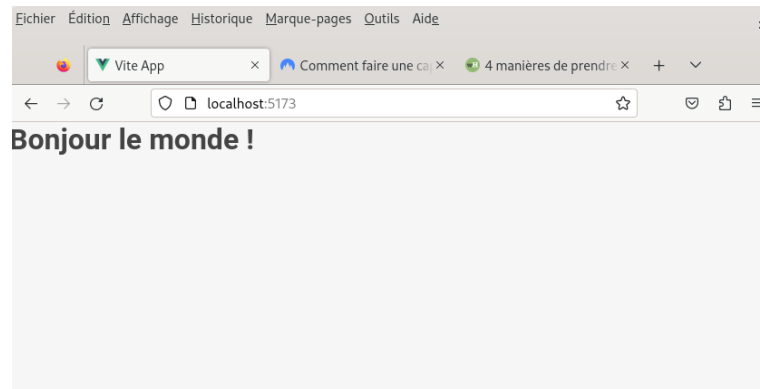 Fichier Édition Affichage Historique Marque-pages Outils Aide
Vite App Comment faire une ca 4 manières de prendre
localhost:5173
Bonjour le monde !